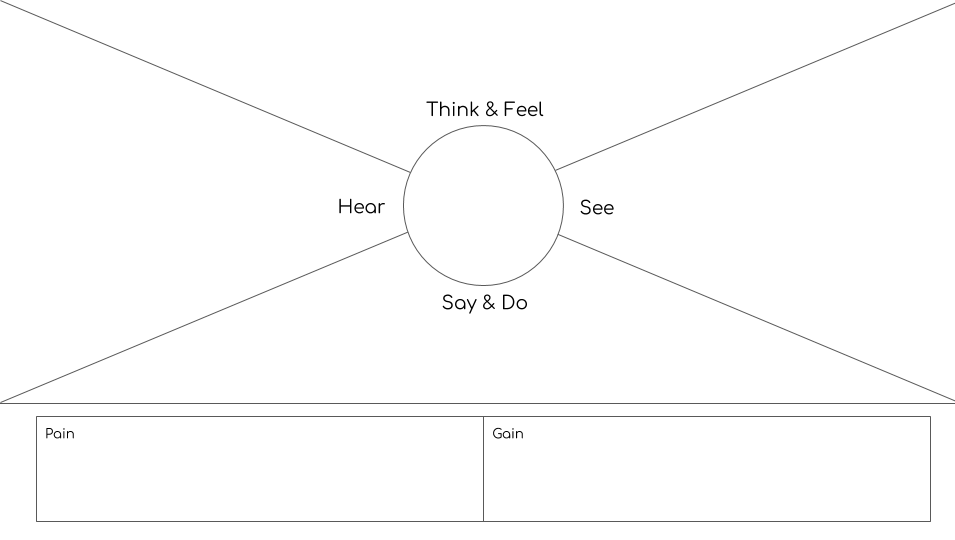 Think & Feel
Hear
See
Say & Do
Pain
Gain